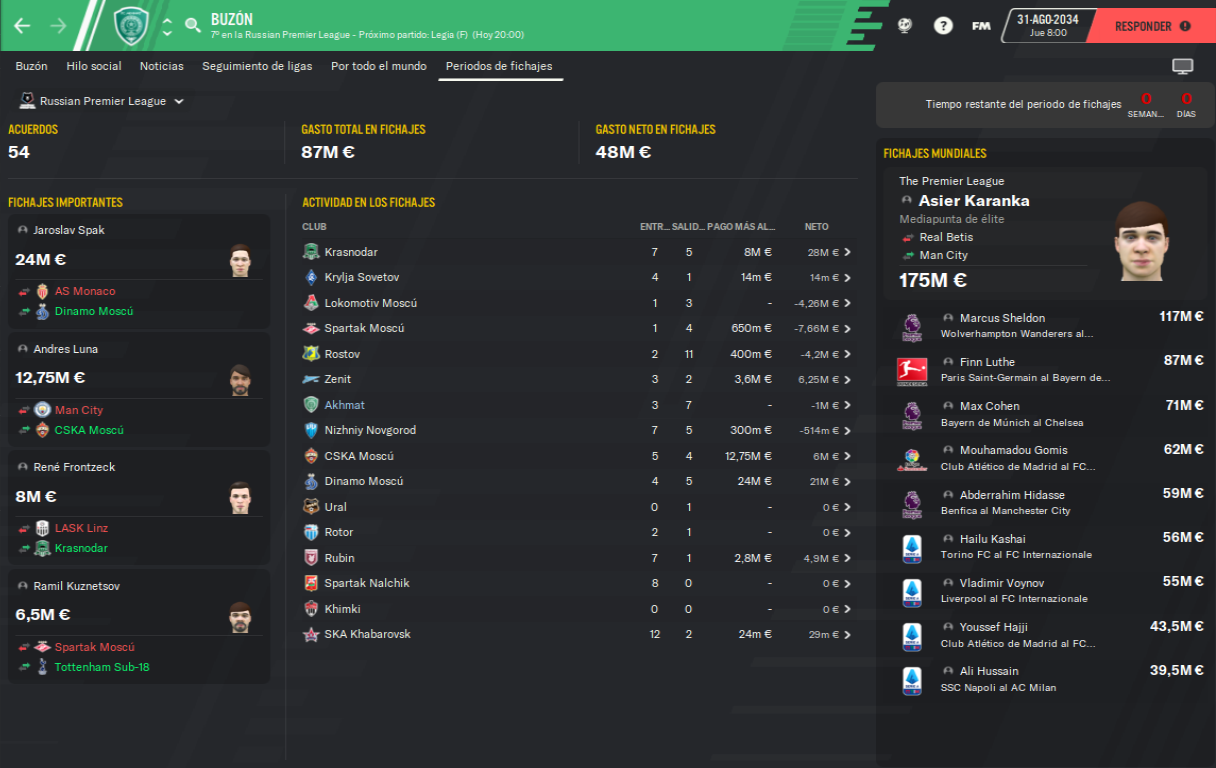 BUZÓN
7º en la Russian Premier League - Próximo partido: Legia (F) (Hoy 20:00)
?
FM
31-AGO-2034
Jue 8:00
RESPONDER
Buzón Hilo social Noticias Seguimiento de ligas Por todo el mundo Periodos de fichajes
Russian Premier League
Tiempo restante del periodo de fichajes
0 SEMAN...
0 DÍAS
ACUERDOS
54
GASTO TOTAL EN FICHAJES
87M €
GASTO NETO EN FICHAJES
48M €
FICHAJES IMPORTANTES
Jaroslav Spak
24M €
AS Monaco
Dinamo Moscú
Andres Luna
12,75M €
Man City
CSKA Moscú
René Frontzeck
8M €
LASK Linz
Krasnodar
Ramil Kuznetsov
6,5M €
Spartak Moscú
Tottenham Sub-18
ACTIVIDAD EN LOS FICHAJES
CLUB ENTR... SALID... PAGO MÁS AL... NETO
Krasnodar 7 5 8M € 28M €
Krylja Sovetov 4 1 14m € 14m €
Lokomotiv Moscú 1 3 - -4,26M €
Spartak Moscú 1 4 650m € -7,66M €
Rostov 2 11 400m € -4,2M €
Zenit 3 2 3,6M € 6,25M €
Akhmat 3 7 - -1M €
Nizhniy Novgorod 7 5 300m € -514m €
CSKA Moscú 5 4 12,75M € 6M €
Dinamo Moscú 4 5 24M € 21M €
Ural 0 1 - 0 €
Rotor 2 1 - 0 €
Rubin 7 1 2,8M € 4,9M €
Spartak Nalchik 8 0 - 0 €
Khimki 0 0 - 0 €
SKA Khabarovsk 12 2 24m € 29m €
FICHAJES MUNDIALES
The Premier League
Asier Karanka
Mediapunta de élite
Real Betis
Man City
175M €
Marcus Sheldon 117M €
Wolverhampton Wanderers al...
Finn Luthe 87M €
Paris Saint-Germain al Bayern de...
Max Cohen 71M €
Bayern de Múnich al Chelsea
Mouhamadou Gomis 62M €
Club Atlético de Madrid al FC...
Abderrahim Hidasse 59M €
Benfica al Manchester City
Hailu Kashai 56M €
Torino FC al FC Internazionale
Vladimir Voynov 55M €
Liverpool al FC Internazionale
Youssef Hajji 43,5M €
Club Atlético de Madrid al FC...
Ali Hussain 39,5M €
SSC Napoli al AC Milan